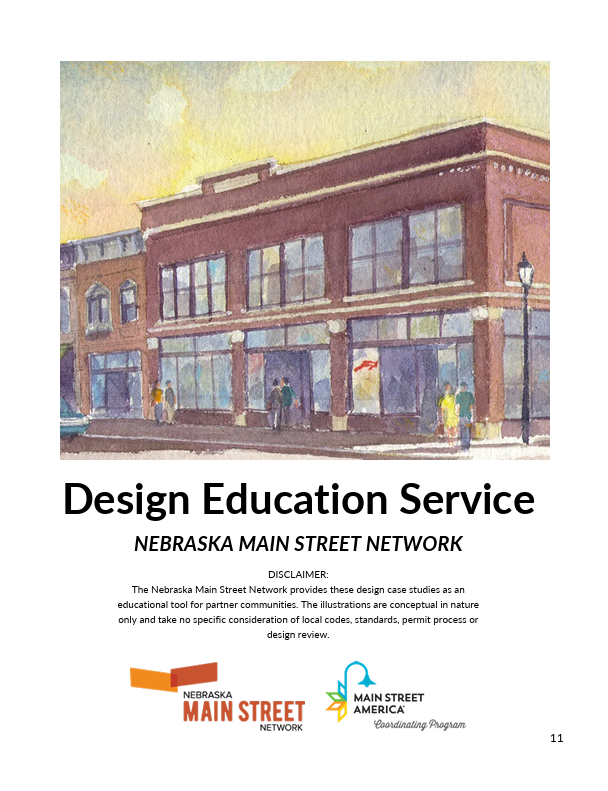 Design Education Service
NEBRASKA MAIN STREET NETWORK
DISCLAIMER:
The Nebraska Main Street Network provides these design case studies as an
educational tool for partner communities. The illustrations are conceptual in nature
only and take no specific consideration of local codes, standards, permit process or
design review.
NEBRASKA
MAIN STREET
NETWORK
MAIN STREET
AMERICA
Coordinating Program
11